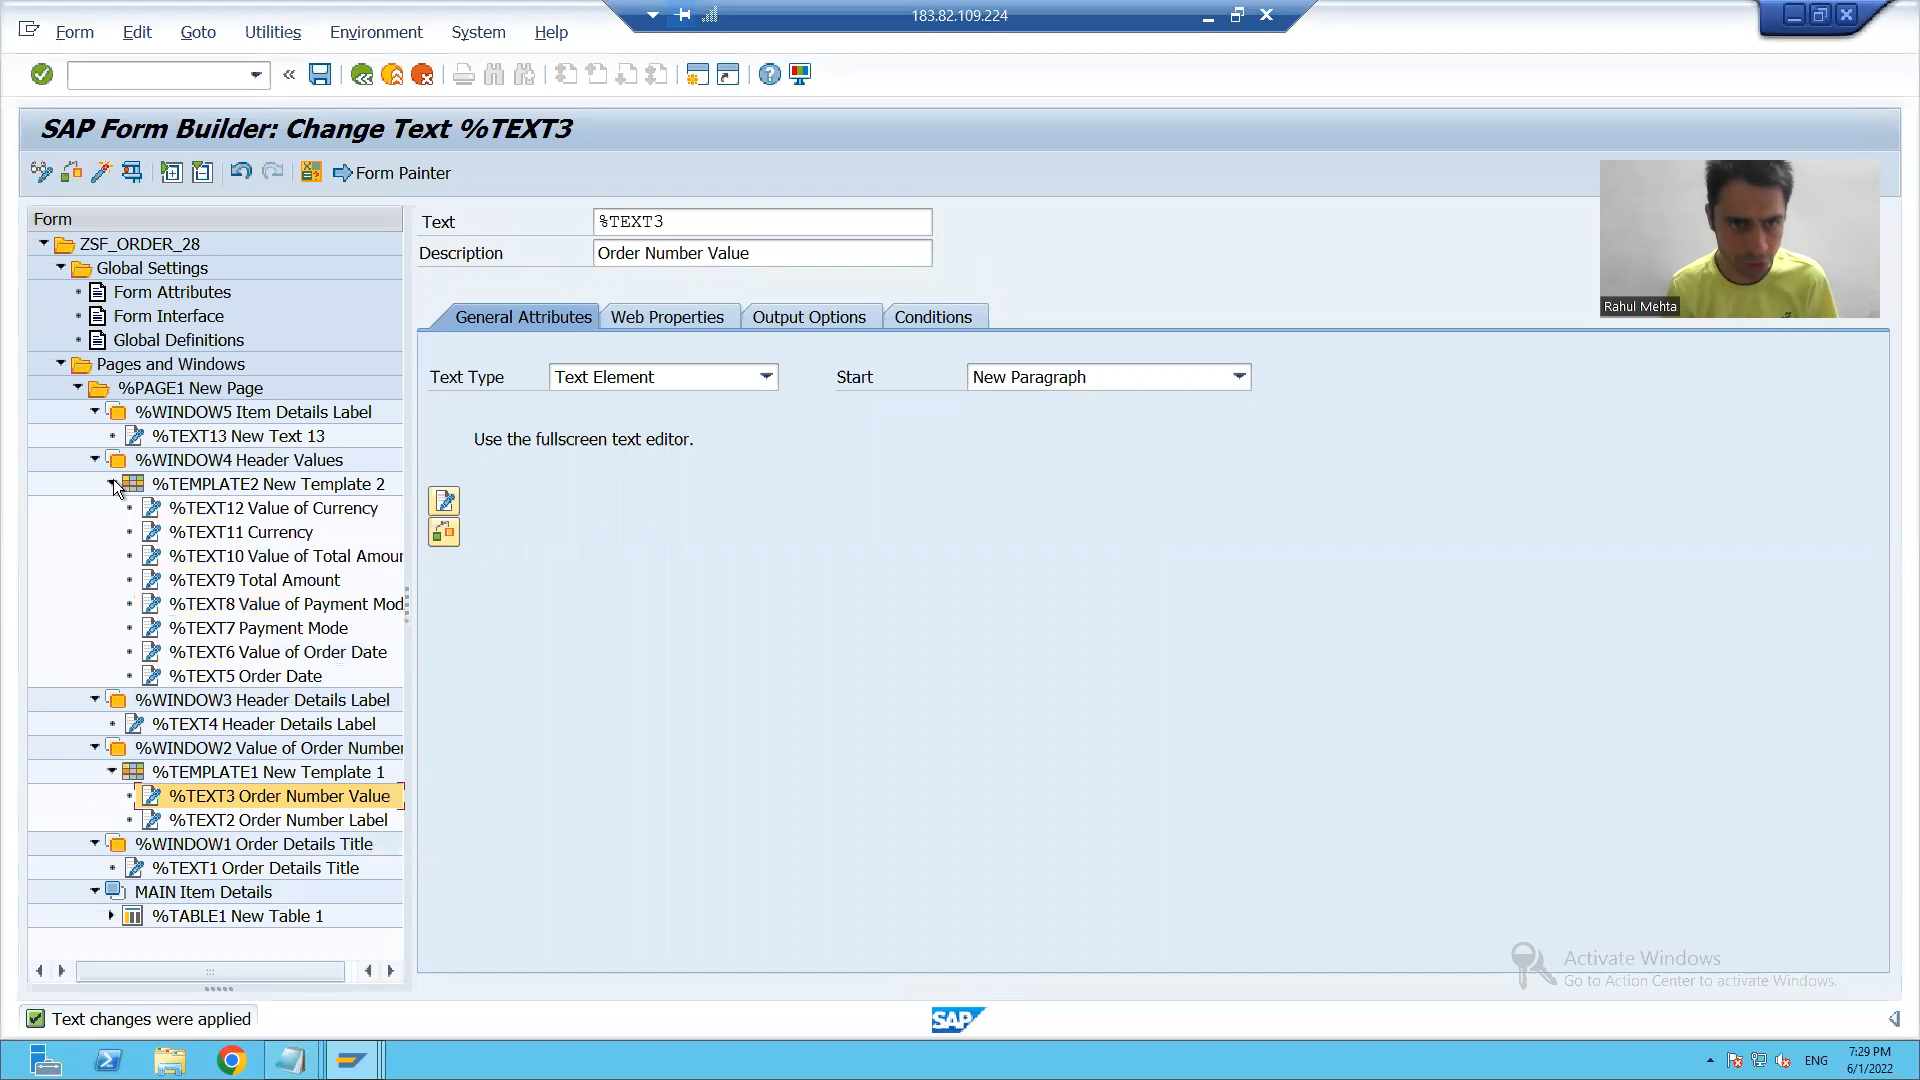 183.82.109.224
Form Edit Goto Utilities Environment System Help
SAP Form Builder: Change Text %TEXT3
Form Painter
Form
ZSF_ORDER_28
Global Settings
Form Attributes
Form Interface
Global Definitions
Pages and Windows
%PAGE1 New Page
%WINDOW5 Item Details Label
%TEXT13 New Text 13
%WINDOW4 Header Values
%TEMPLATE2 New Template 2
%TEXT12 Value of Currency
%TEXT11 Currency
%TEXT10 Value of Total Amour
%TEXT9 Total Amount
%TEXT8 Value of Payment Mod
%TEXT7 Payment Mode
%TEXT6 Value of Order Date
%TEXT5 Order Date
%WINDOW3 Header Details Label
%TEXT4 Header Details Label
%WINDOW2 Value of Order Number
%TEMPLATE1 New Template 1
%TEXT3 Order Number Value
%TEXT2 Order Number Label
%WINDOW1 Order Details Title
%TEXT1 Order Details Title
MAIN Item Details
%TABLE1 New Table 1
Text %TEXT3
Description Order Number Value
General Attributes Web Properties Output Options Conditions
Text Type Text Element Start New Paragraph
Use the fullscreen text editor.
Rahul Mehta
Activate Windows
Go to Action Center to activate Windows.
Text changes were applied
SAP
ENG
7:29 PM
6/1/2022